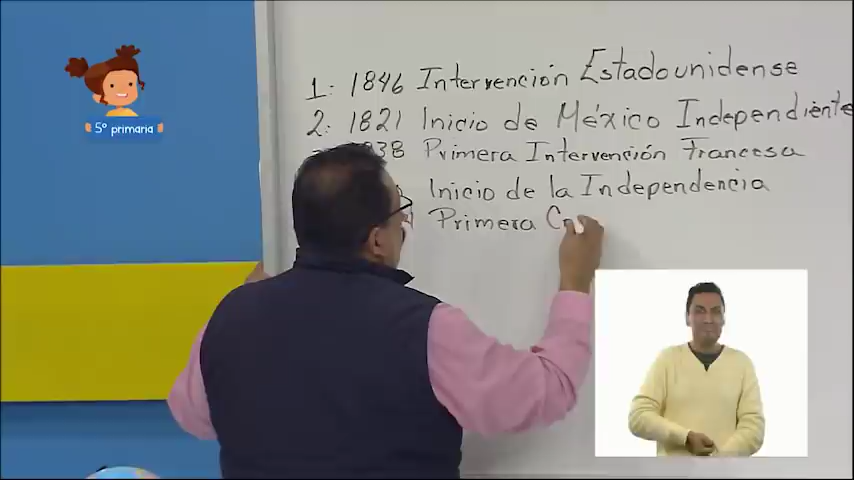 5° primaria
1: 1846 Intervención Estadounidense
2: 1821 Inicio de México Independiente
1838 Primera Intervención Francesa
Inicio de la Independencia
Primera